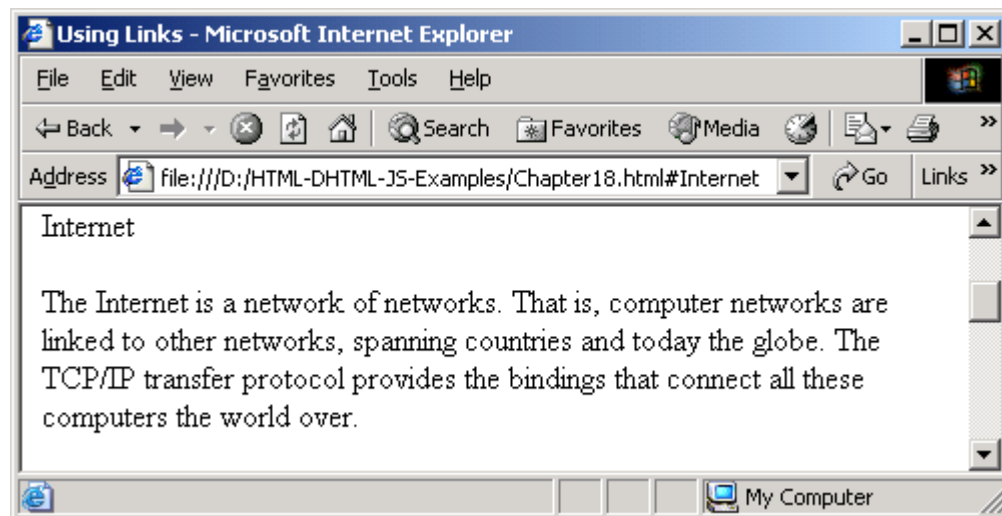 Using Links - Microsoft Internet Explorer
File Edit View Favorites Tools Help
Back Search Favorites Media »
Address file:///D:/HTML-DHTML-JS-Examples/Chapter18.html#Internet Go Links »
Internet
The Internet is a network of networks. That is, computer networks are
linked to other networks, spanning countries and today the globe. The
TCP/IP transfer protocol provides the bindings that connect all these
computers the world over.
My Computer